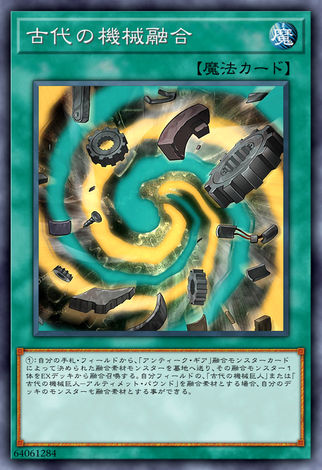 古代の機械融合
魔
【魔法カード】
①：自分の手札・フィールドから、「アンティーク・ギア」融合モンスターカード
によって決められた融合素材モンスターを墓地へ送り、その融合モンスター１
体をEXデッキから融合召喚する。自分フィールドの、「古代の機械巨人」または「
古代の機械巨人－アルティメット・パウンド」を融合素材とする場合、自分のデ
ッキのモンスターも融合素材とする事ができる。
64061284